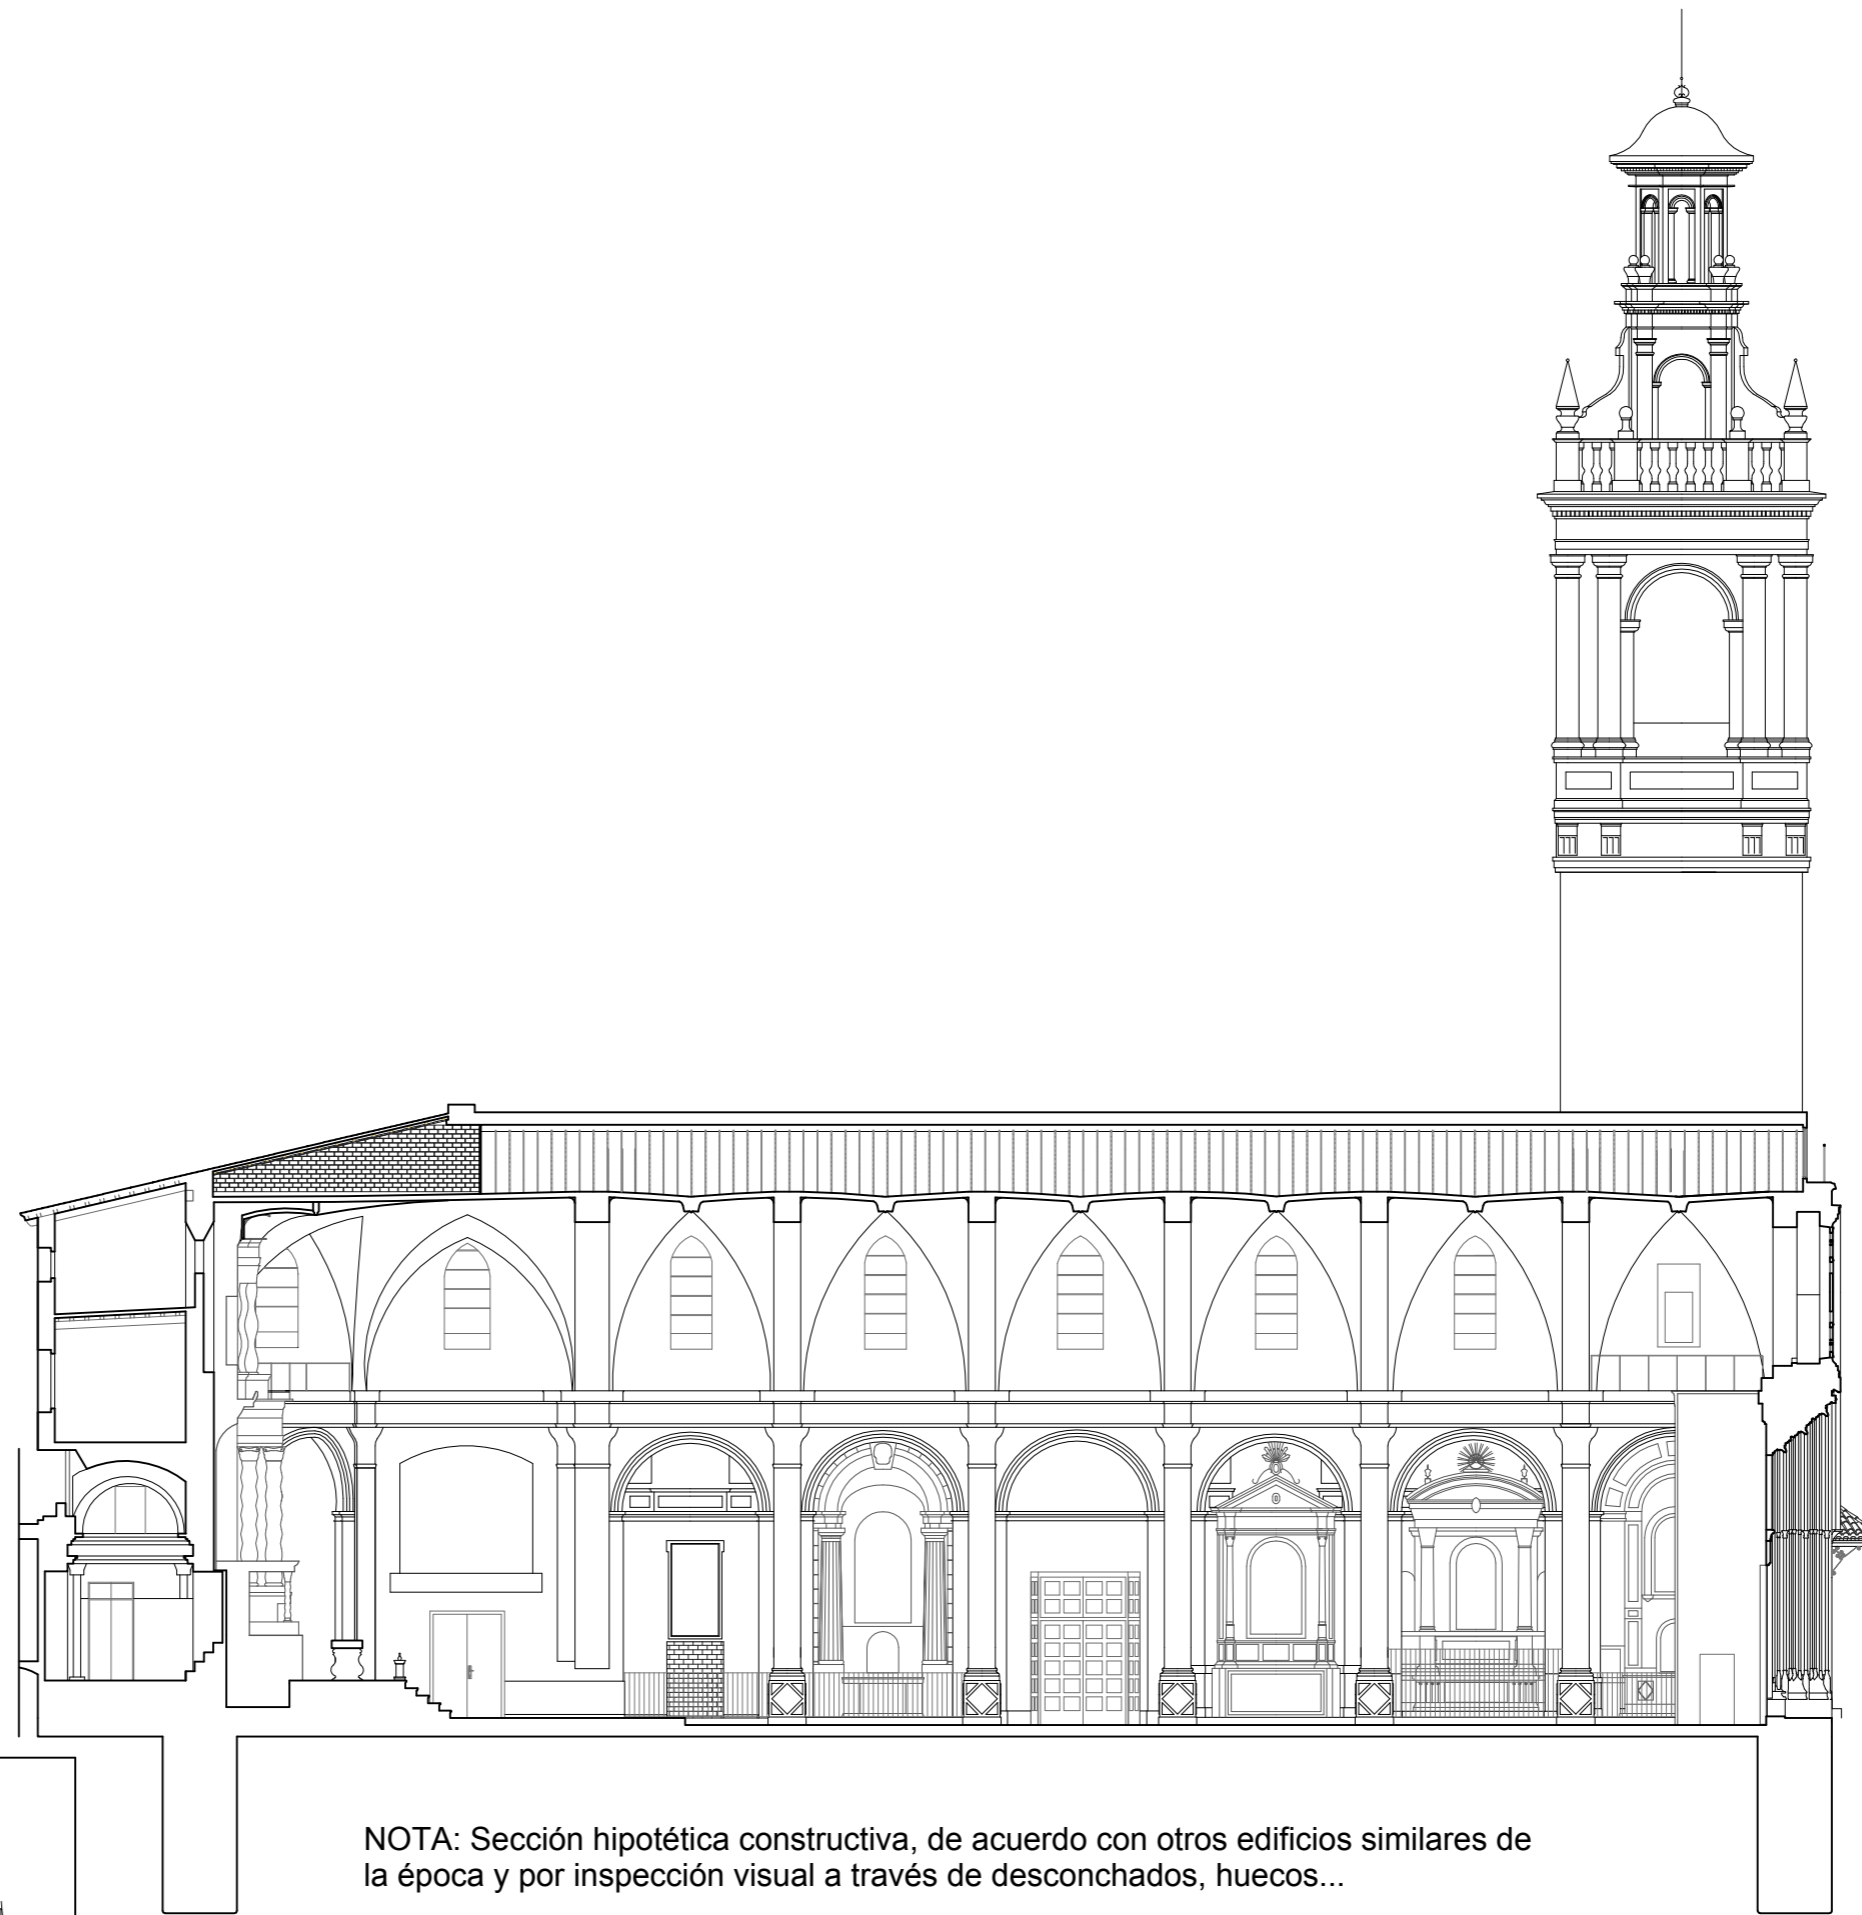 NOTA: Sección hipotética constructiva, de acuerdo con otros edificios similares de
la época y por inspección visual a través de desconchados, huecos...